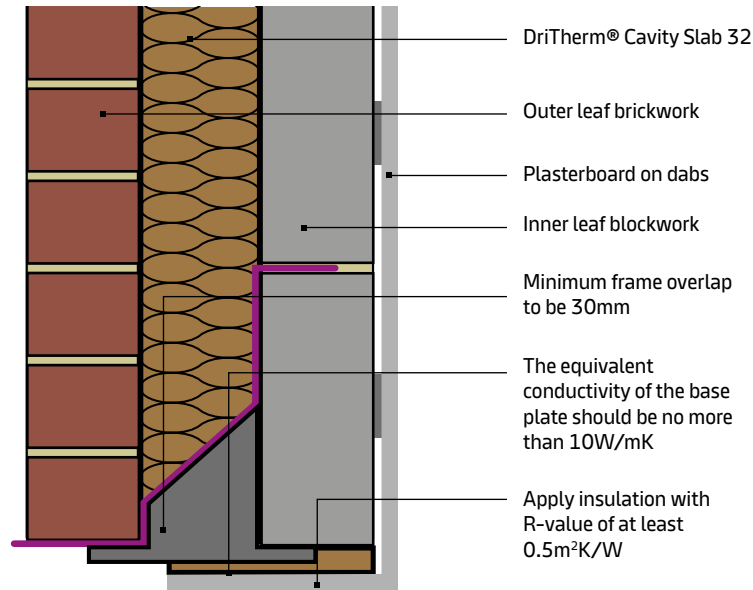 DriTherm® Cavity Slab 32
Outer leaf brickwork
Plasterboard on dabs
Inner leaf blockwork
Minimum frame overlap
to be 30mm
The equivalent
conductivity of the base
plate should be no more
than 10W/mK
Apply insulation with
R-value of at least
0.5m²K/W